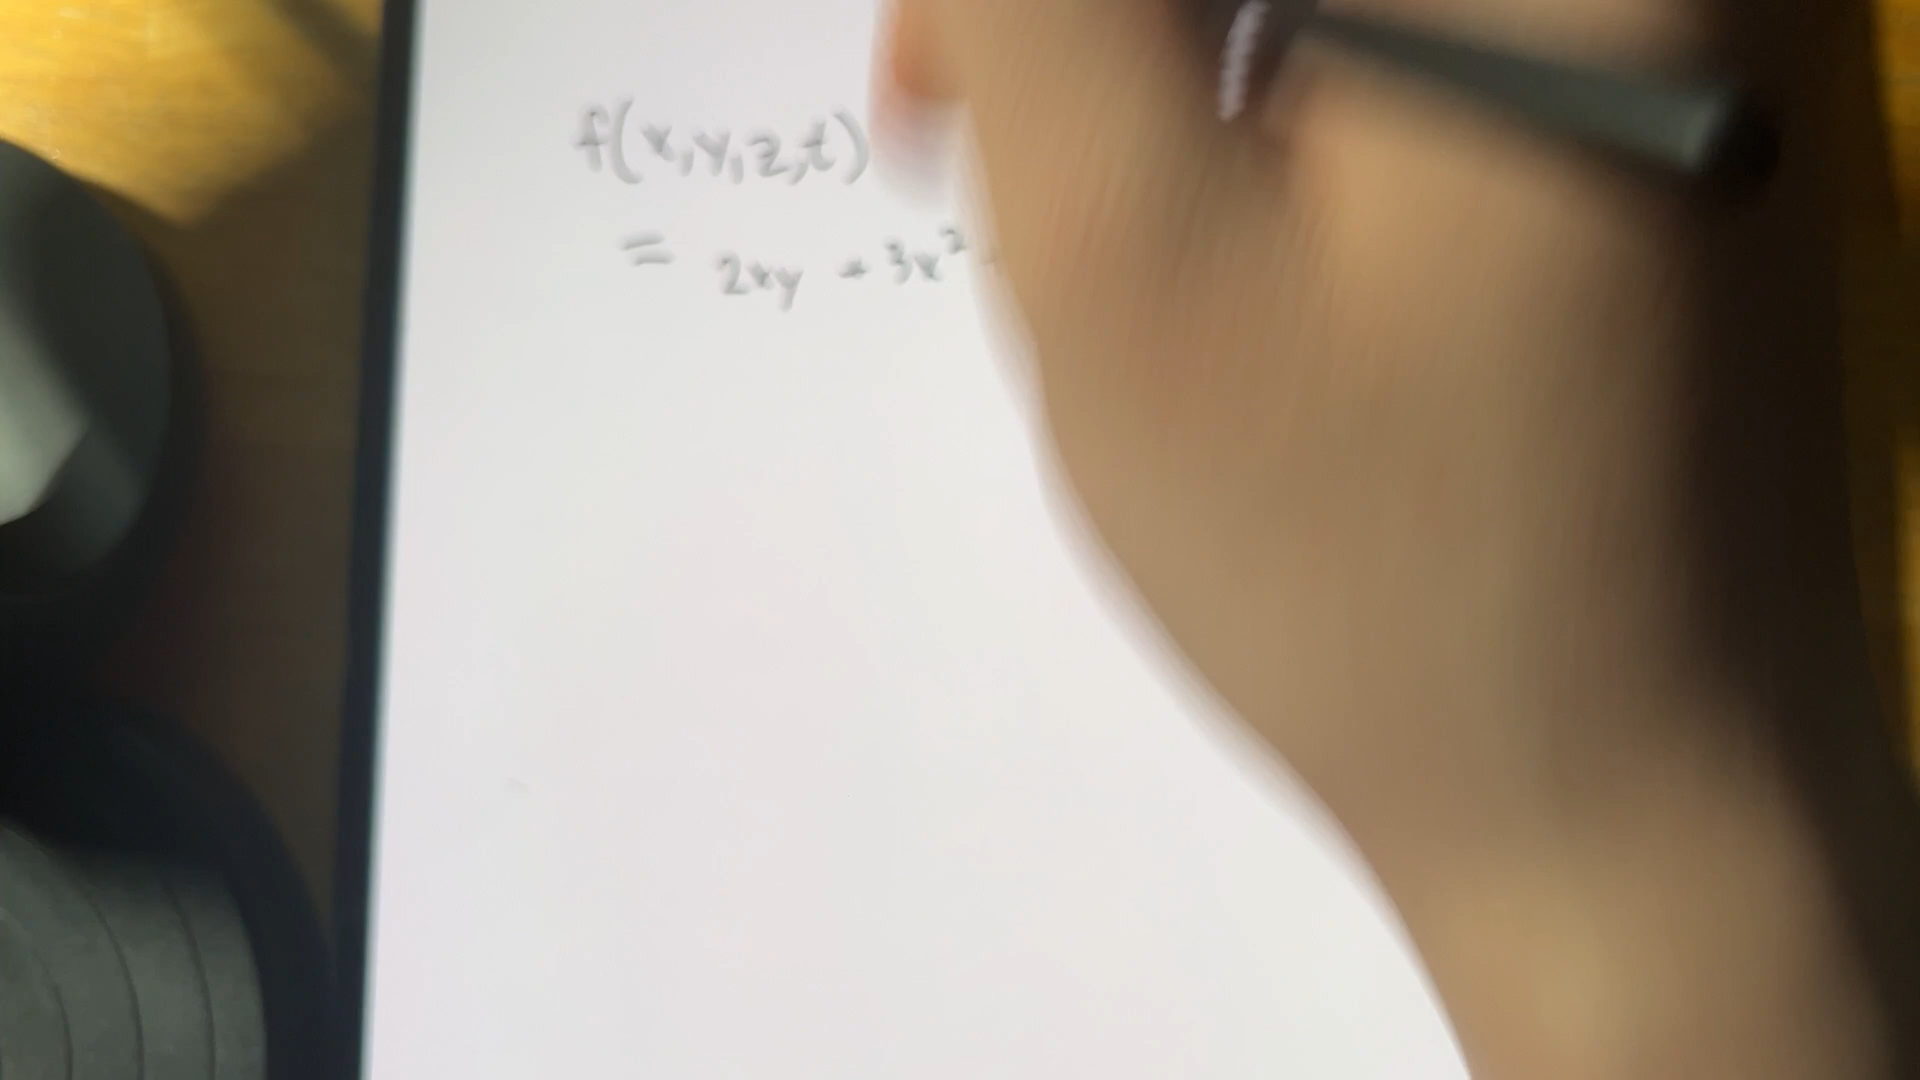 f(x,y,z,t)
= 2xy + 3x²